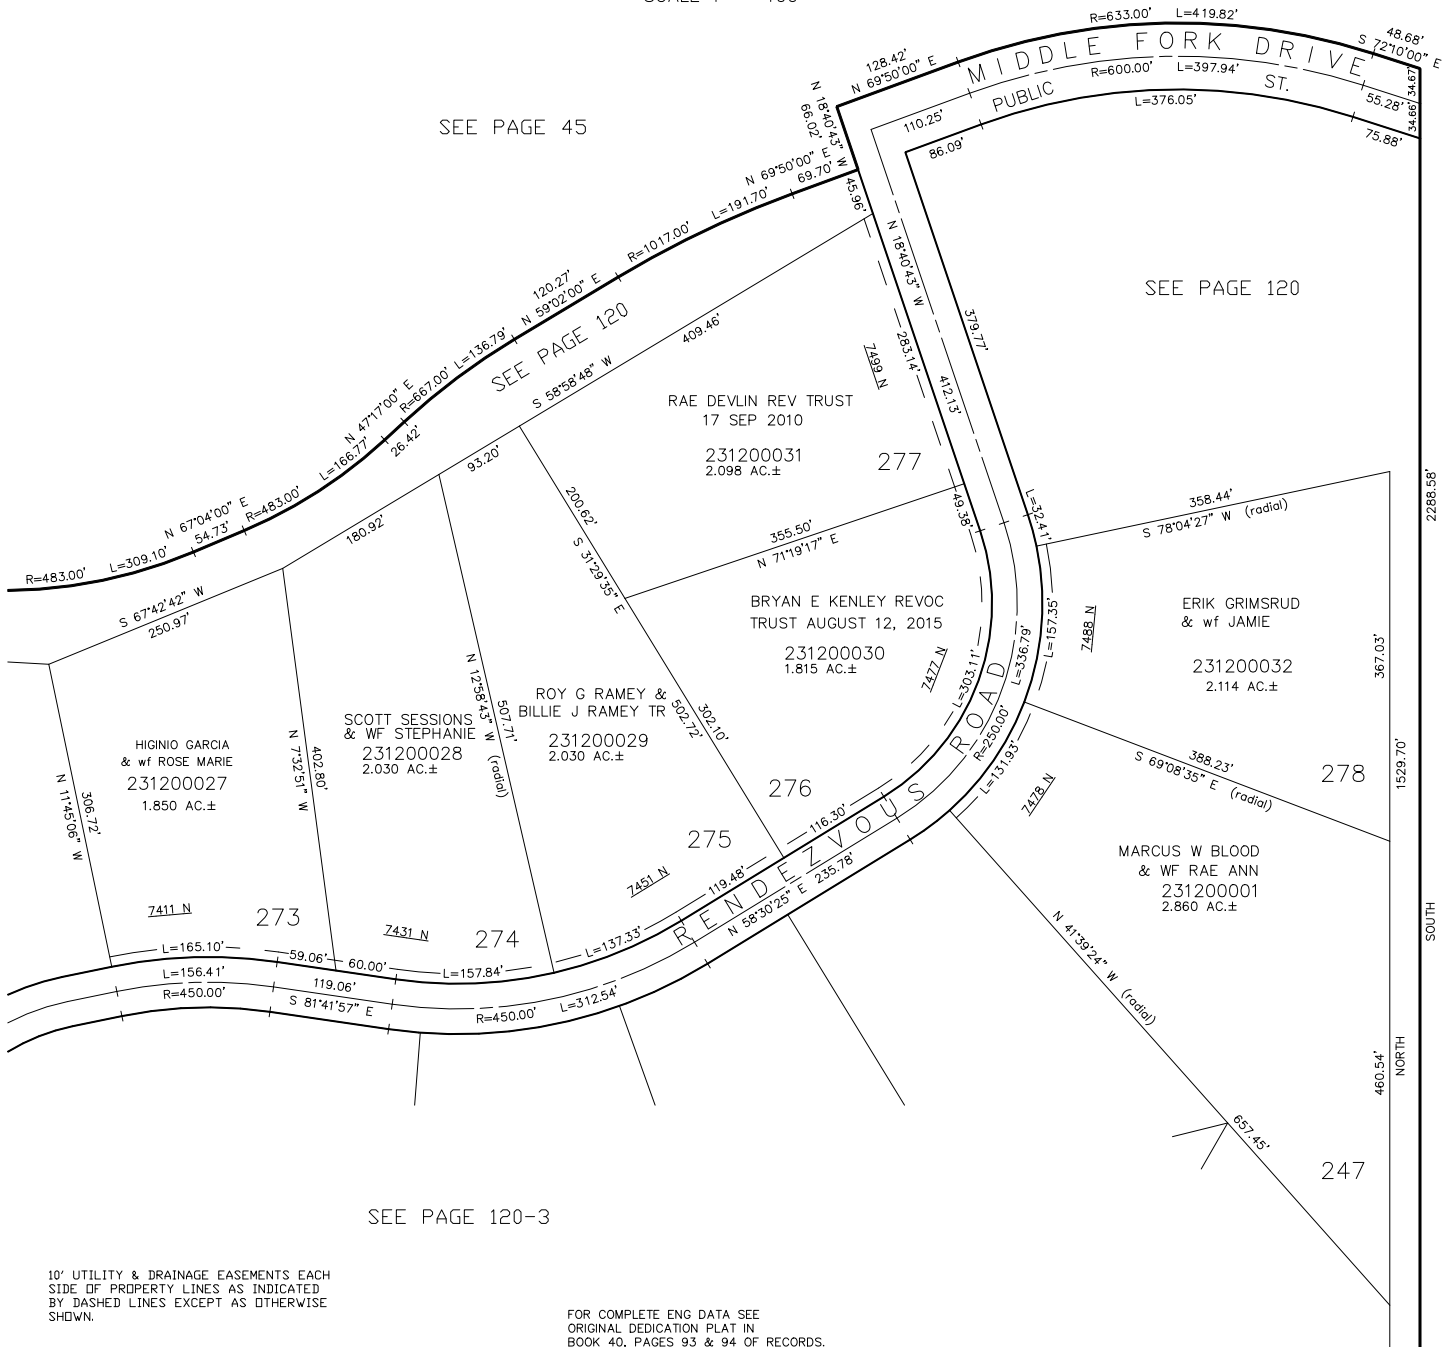 R=633.00' L=419.82'
48.68'
S 72°10'00" E
128.42'
N 69°50'00" E
MIDDLE FORK DRIVE
R=600.00' L=397.94'
PUBLIC ST.
L=376.05'
34.67'
34.66'
55.28'
75.88'
110.25'
86.09'
N 18°40'43" W
66.02'
SEE PAGE 45
N 69°50'00" E
69.70'
45.96'
L=191.70'
R=1017.00'
120.27'
N 59°02'00" E
SEE PAGE 120
L=136.79'
R=667.00'
N 47°17'00" E
26.42'
L=166.77'
R=483.00'
N 67°04'00" E
54.73'
L=309.10'
R=483.00'
N 18°40'43" W
SEE PAGE 120
379.77'
283.14'
412.13'
409.46'
S 58°58'48" W
7499 N
RAE DEVLIN REV TRUST
17 SEP 2010
231200031
2.098 AC.±
277
93.20'
180.92'
200.62'
S 31°29'35" E
355.50'
N 71°19'17" E
49.38'
L=32.41'
358.44'
S 78°04'27" W (radial)
2288.58'
S 67°42'42" W
250.97'
BRYAN E KENLEY REVOC
TRUST AUGUST 12, 2015
231200030
1.815 AC.±
7477 N
L=303.11'
L=336.79'
R=250.00'
L=157.35'
7488 N
ERIK GRIMSRUD
& wf JAMIE
231200032
2.114 AC.±
367.03'
N 12°58'43" W (radial)
507.71'
ROY G RAMEY &
BILLIE J RAMEY TR
231200029
2.030 AC.±
302.10'
502.72'
SCOTT SESSIONS
& WF STEPHANIE
231200028
2.030 AC.±
N 7°32'51" W
402.80'
HIGINIO GARCIA
& wf ROSE MARIE
231200027
1.850 AC.±
N 11°45'06" W
306.72'
276
L=131.93'
7478 N
388.23'
S 69°08'35" E (radial)
278
1529.70'
275
116.30'
RENDEZVOUS ROAD
119.48'
N 58°30'25" E 235.78'
7451 N
MARCUS W BLOOD
& WF RAE ANN
231200001
2.860 AC.±
7411 N
273
7431 N
274
L=137.33'
N 41°39'24" W (radial)
SOUTH
L=165.10'
59.06'
60.00'
L=157.84'
L=156.41'
R=450.00'
119.06'
S 81°41'57" E
R=450.00'
L=312.54'
460.54'
NORTH
657.45'
247
SEE PAGE 120-3
10' UTILITY & DRAINAGE EASEMENTS EACH
SIDE OF PROPERTY LINES AS INDICATED
BY DASHED LINES EXCEPT AS OTHERWISE
SHOWN.
FOR COMPLETE ENG DATA SEE
ORIGINAL DEDICATION PLAT IN
BOOK 40, PAGES 93 & 94 OF RECORDS.